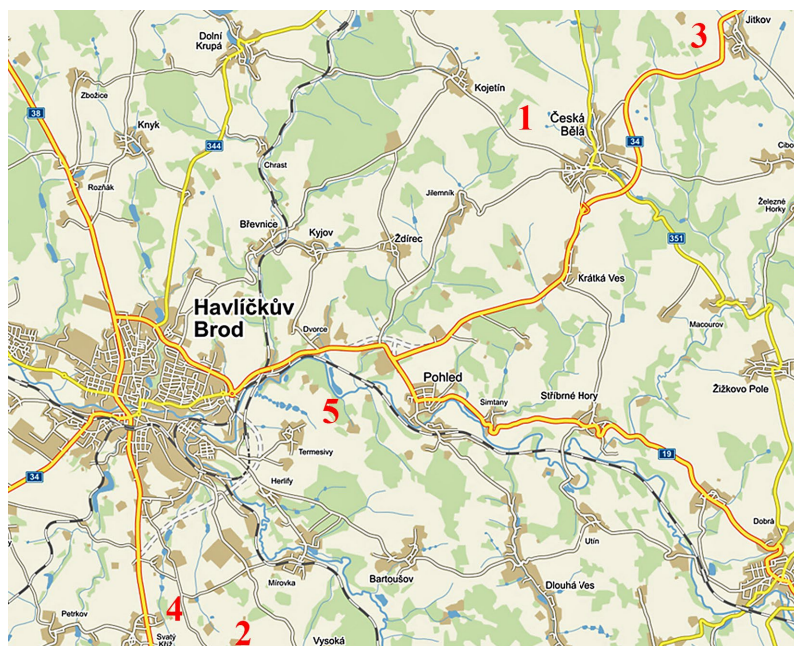 3
Jitkov
Dolní
Krupá
Kojetín
Zbožice
38
1
Česká
Bělá
Knyk
344
34
Chrast
Cibo
Rozňák
Jilemník
Železné
Horky
Břevnice
Kyjov
Ždírec
351
Krátká Ves
Havlíčkův
Brod
Macourov
Dvorce
Pohled
Žižkovo Pole
Simtany
Stříbrné Hory
5
Termesivy
19
34
Herlify
Dobrá
Utín
Mírovka
Bartoušov
Dlouhá Ves
4
Petrkov
Svatý
Kříž
2
Vysoká